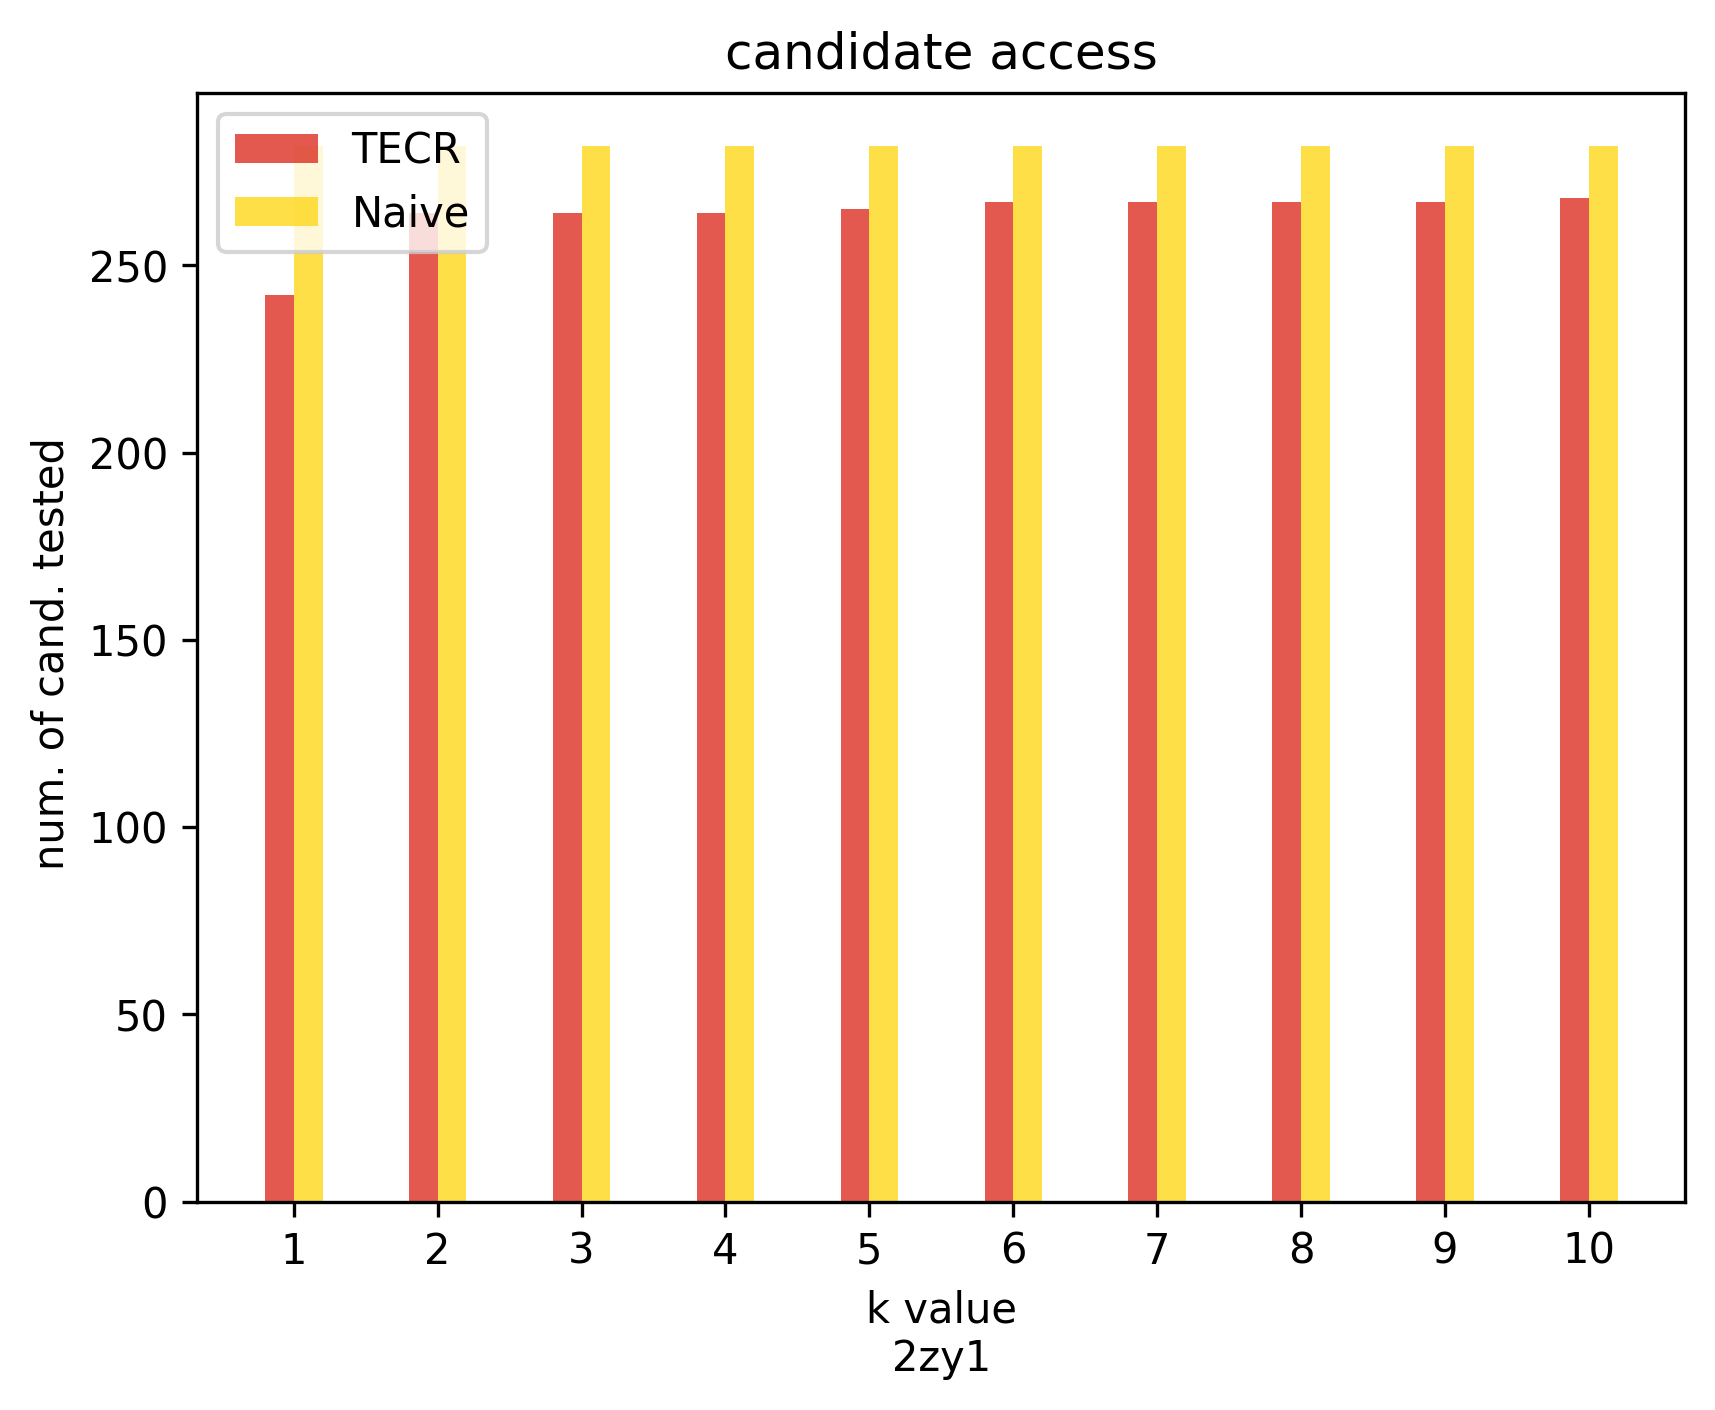 candidate access
TECR
Naive
num. of cand. tested
250
200
150
100
50
0
1 2 3 4 5 6 7 8 9 10
k value
2zy1